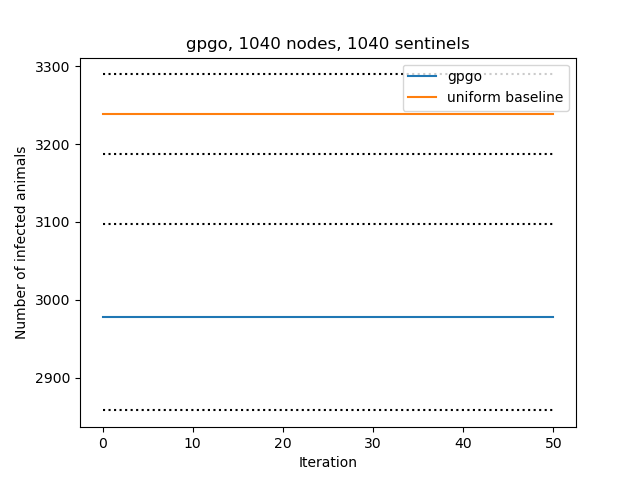 gpgo, 1040 nodes, 1040 sentinels
gpgo
uniform baseline
Number of infected animals
3300
3200
3100
3000
2900
0 10 20 30 40 50
Iteration